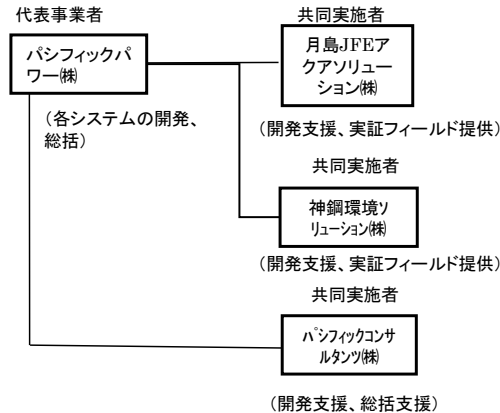 代表事業者
共同実施者
パシフィックパ
ワー㈱
月島JFEア
クアソリュー
ション㈱
（各システムの開発、
総括）
（開発支援、実証フィールド提供）
共同実施者
神鋼環境ｿ
ﾘｭｰｼｮﾝ㈱
（開発支援、実証フィールド提供）
共同実施者
ﾊﾟｼﾌｨｯｸｺﾝｻ
ﾙﾀﾝﾂ㈱
（開発支援、総括支援）